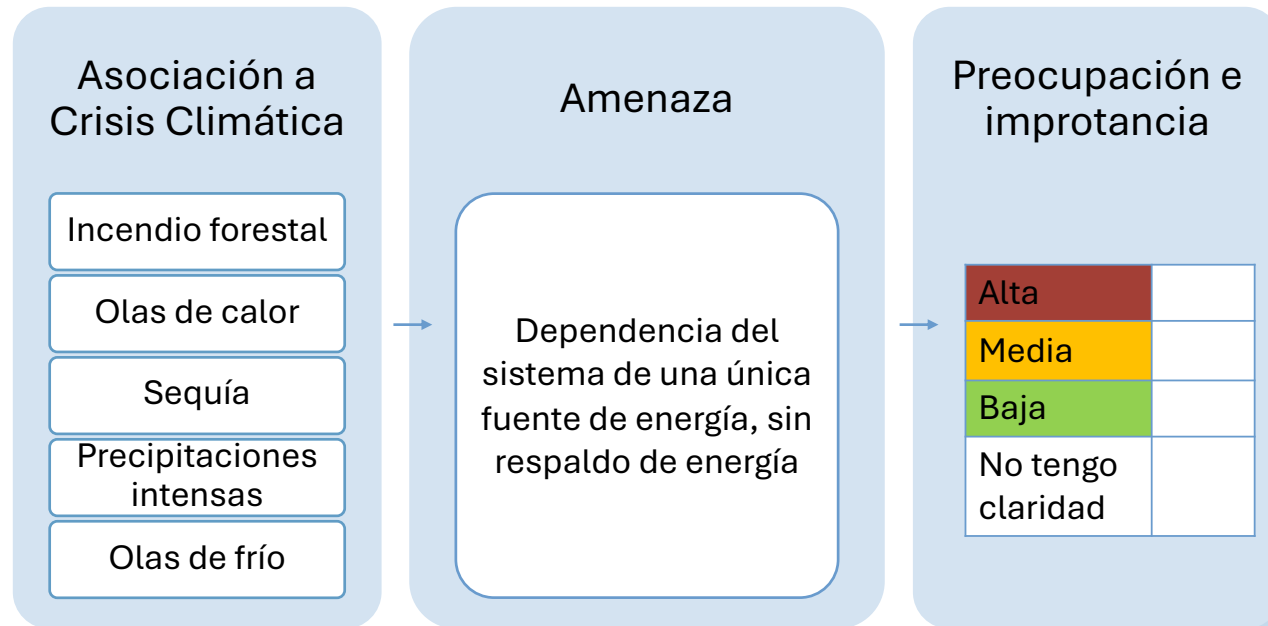 Asociación a
Crisis Climática
Incendio forestal
Olas de calor
Sequía
Precipitaciones
intensas
Olas de frío
Amenaza
Dependencia del
sistema de una única
fuente de energía, sin
respaldo de energía
Preocupación e
improtancia
Alta
Media
Baja
No tengo
claridad